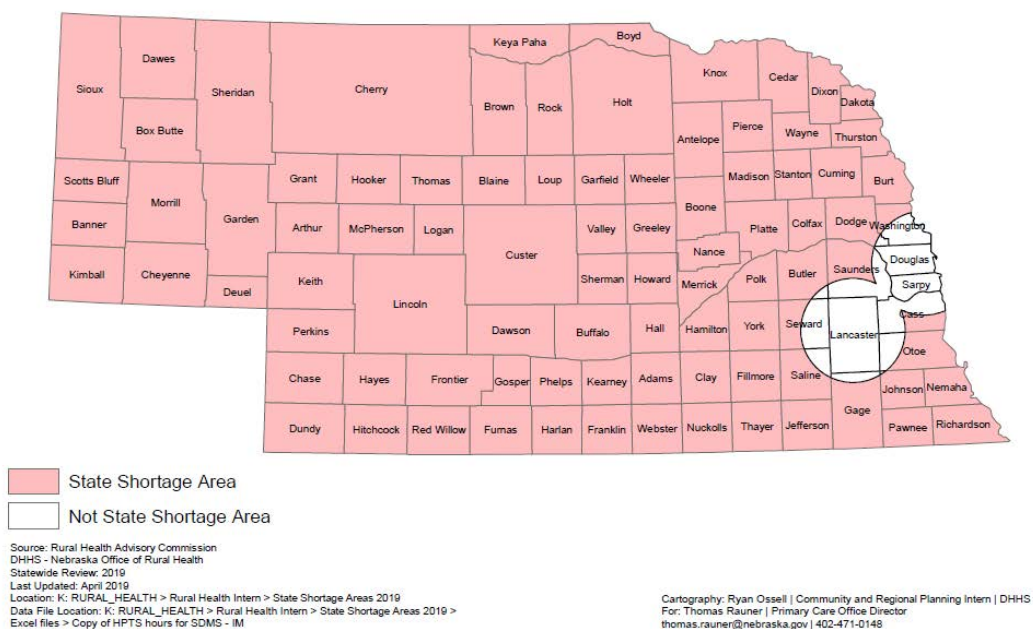 Keya Paha
Boyd
Dawes
Knox
Cedar
Sioux
Sheridan
Cherry
Dixon
Brown
Rock
Holt
Dakota
Box Butte
Antelope
Pierce
Wayne
Thurston
Scotts Bluff
Grant
Hooker
Thomas
Blaine
Loup
Garfield
Wheeler
Madison
Stanton
Cuming
Burt
Morrill
Garden
Boone
Banner
Arthur
McPherson
Logan
Valley
Greeley
Platte
Colfax
Dodge
Washington
Custer
Nance
Douglas
Kimball
Cheyenne
Keith
Sherman
Howard
Merrick
Polk
Butler
Saunders
Sarpy
Deuel
Lincoln
Cass
Perkins
Dawson
Buffalo
Hall
Hamilton
York
Seward
Lancaster
Otoe
Chase
Hayes
Frontier
Gosper
Phelps
Kearney
Adams
Clay
Fillmore
Saline
Johnson
Nemaha
Gage
Dundy
Hitchcock
Red Willow
Furnas
Harlan
Franklin
Webster
Nuckolls
Thayer
Jefferson
Pawnee
Richardson
State Shortage Area
Not State Shortage Area
Source: Rural Health Advisory Commission
DHHS - Nebraska Office of Rural Health
Statewide Review: 2019
Last Updated: April 2019
Location: K: RURAL_HEALTH > Rural Health Intern > State Shortage Areas 2019
Data File Location: K: RURAL_HEALTH > Rural Health Intern > State Shortage Areas 2019 >
Excel files > Copy of HPTS hours for SDMS - IM
Cartography: Ryan Ossell | Community and Regional Planning Intern | DHHS
For: Thomas Rauner | Primary Care Office Director
thomas.rauner@nebraska.gov | 402-471-0148